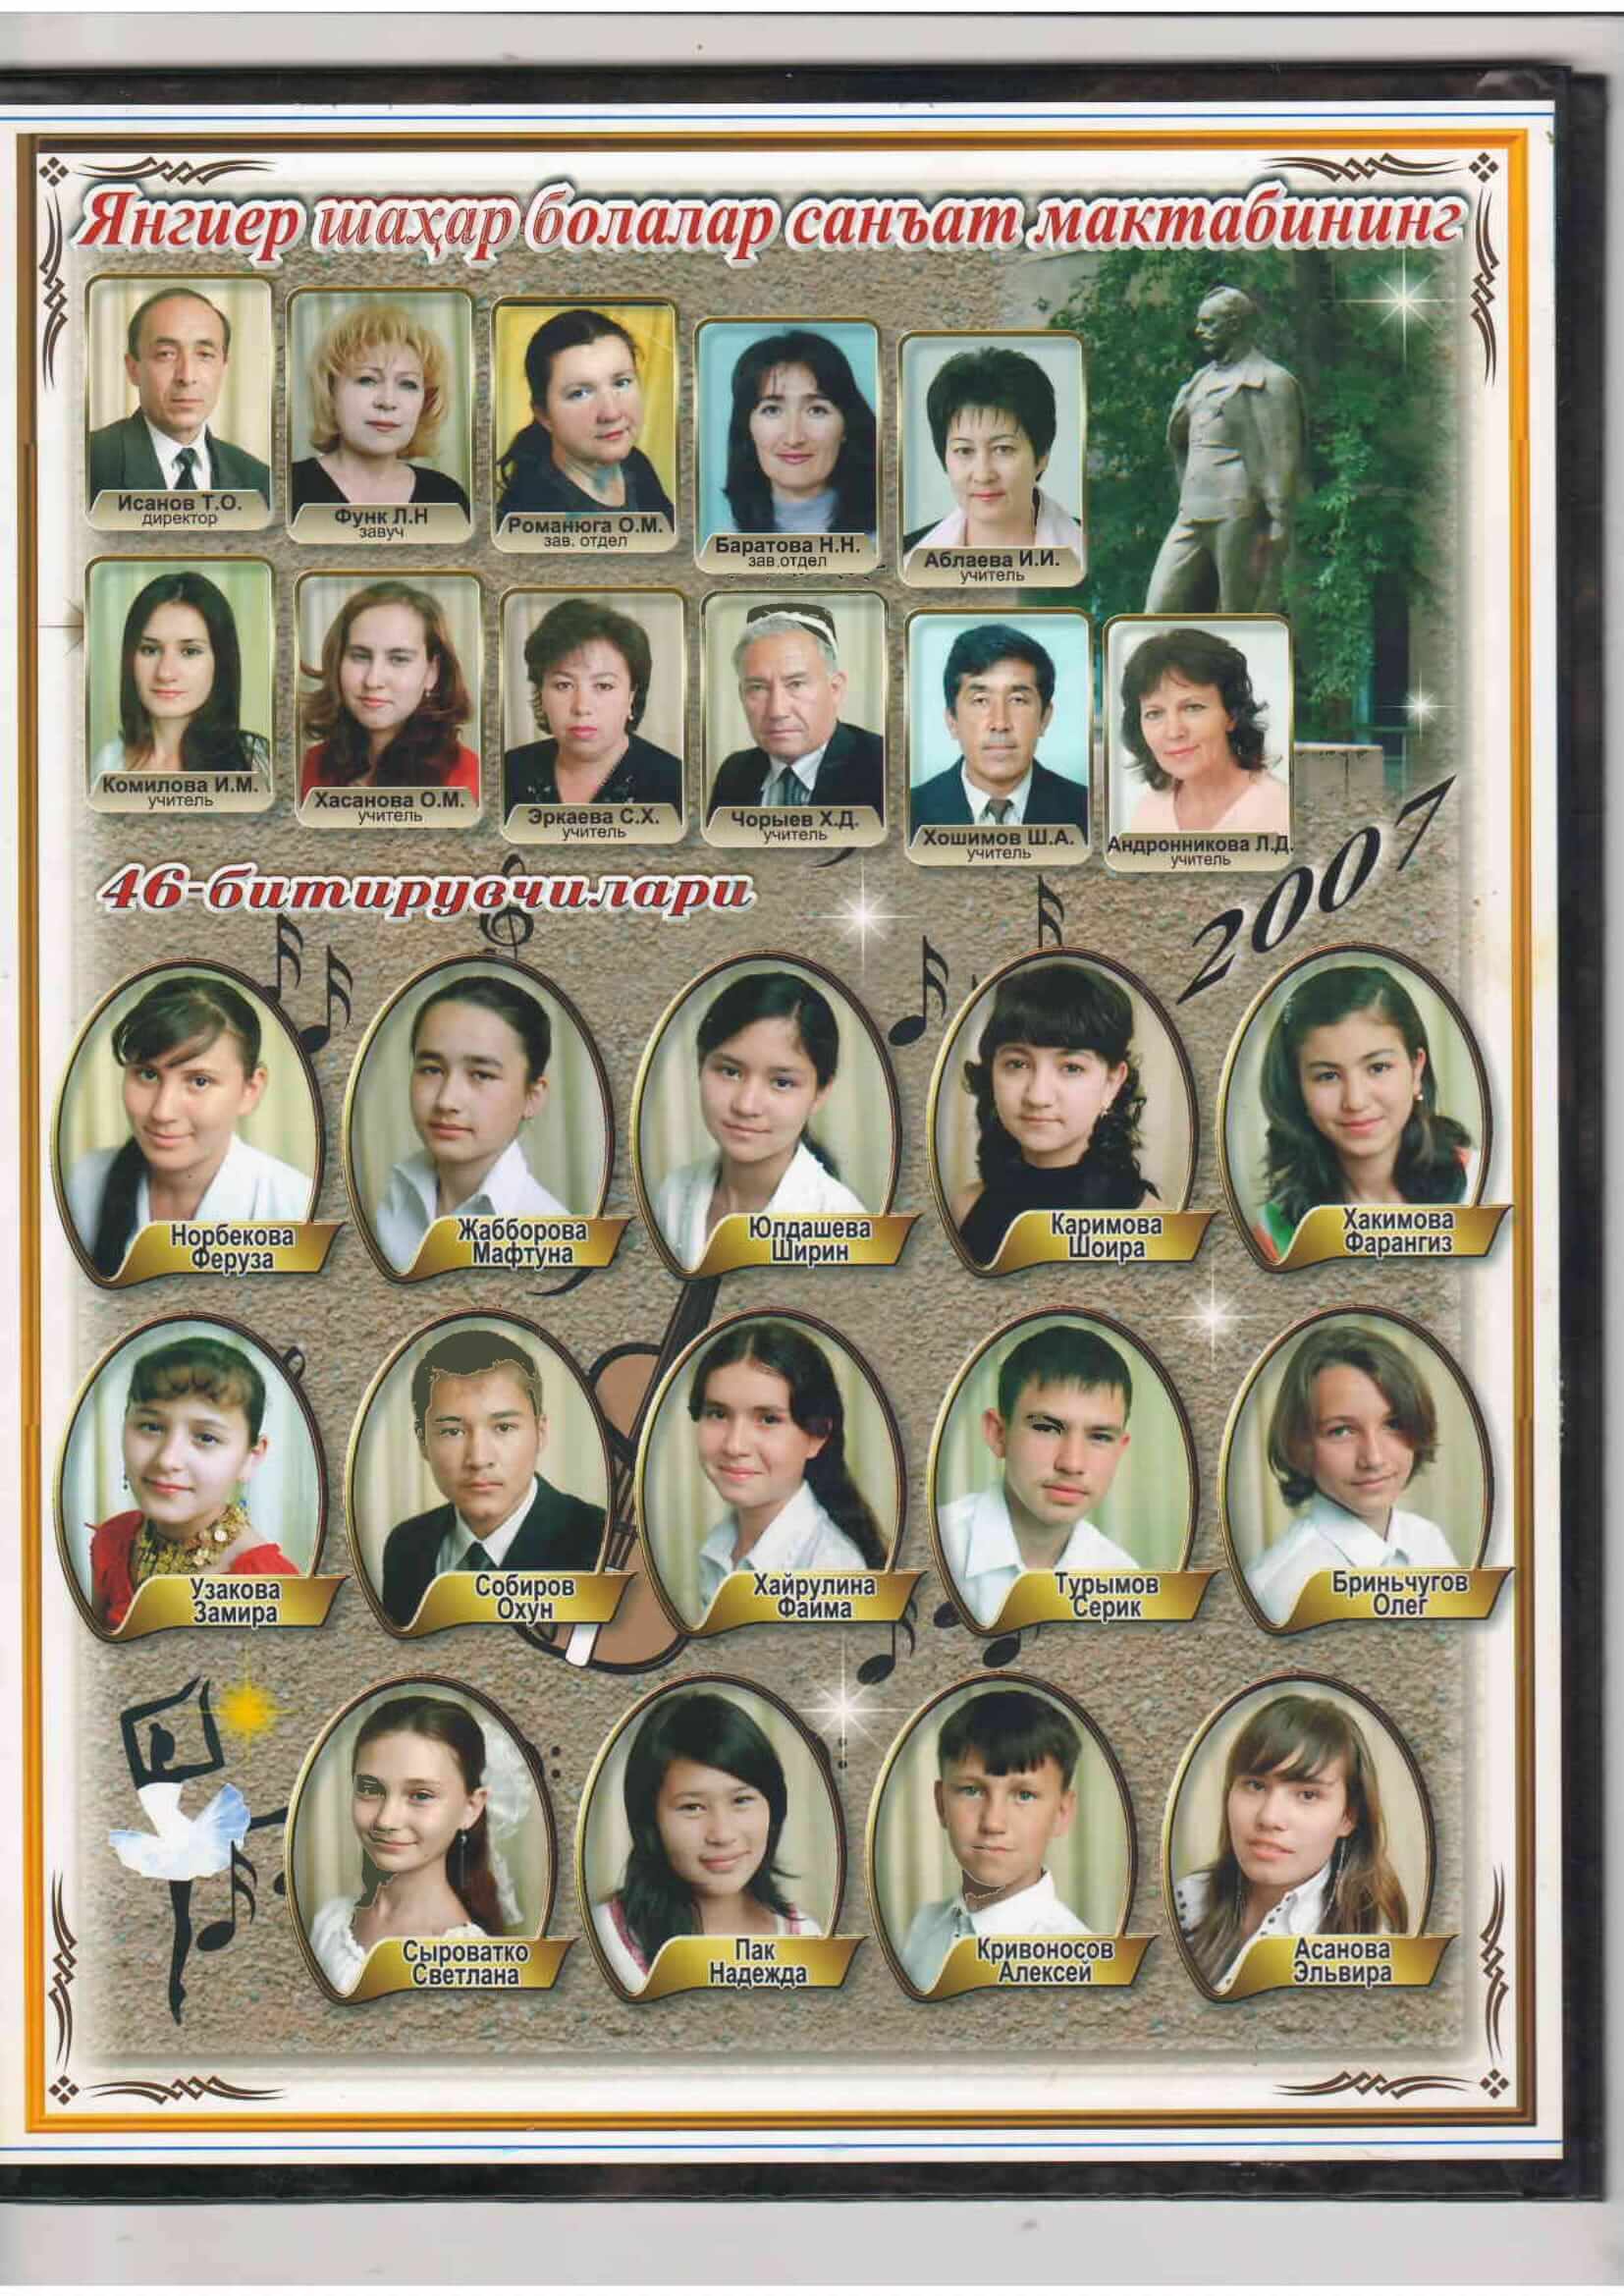 Янгиер шаҳар болалар санъат мактабининг
Исанов Т.О.
директор
Функ Л.Н
завуч
Романюга О.М.
зав. отдел
Баратова Н.Н.
зав.отдел
Аблаева И.И.
учитель
Комилова И.М.
учитель
Хасанова О.М.
учитель
Эркаева С.Х.
учитель
Чорыев Х.Д.
учитель
Хошимов Ш.А.
учитель
Андронникова Л.Д.
учитель
46-битирувчилари
2007
Норбекова
Феруза
Жабборова
Мафтуна
Юлдашева
Ширин
Каримова
Шоира
Хакимова
Фарангиз
Узакова
Замира
Собиров
Охун
Хайрулина
Фаима
Турымов
Серик
Бриньчугов
Олег
Сыроватко
Светлана
Пак
Надежда
Кривоносов
Алексей
Асанова
Эльвира